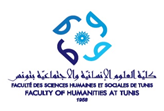 كلية العلوم الإنسانية والاجتماعية بتونس
FACULTÉ DES SCIENCES HUMAINES ET SOCIALES DE TUNIS
FACULTY OF HUMANITIES AT TUNIS
1958